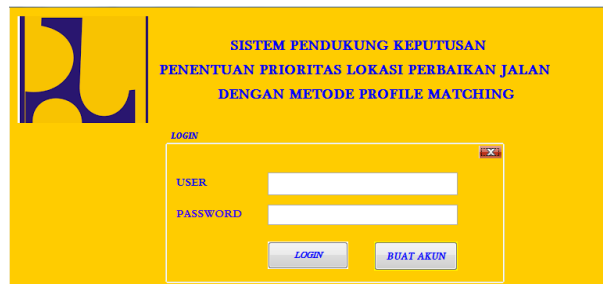 SISTEM PENDUKUNG KEPUTUSAN
PENENTUAN PRIORITAS LOKASI PERBAIKAN JALAN
DENGAN METODE PROFILE MATCHING
LOGIN
X
USER
PASSWORD
LOGIN BUAT AKUN